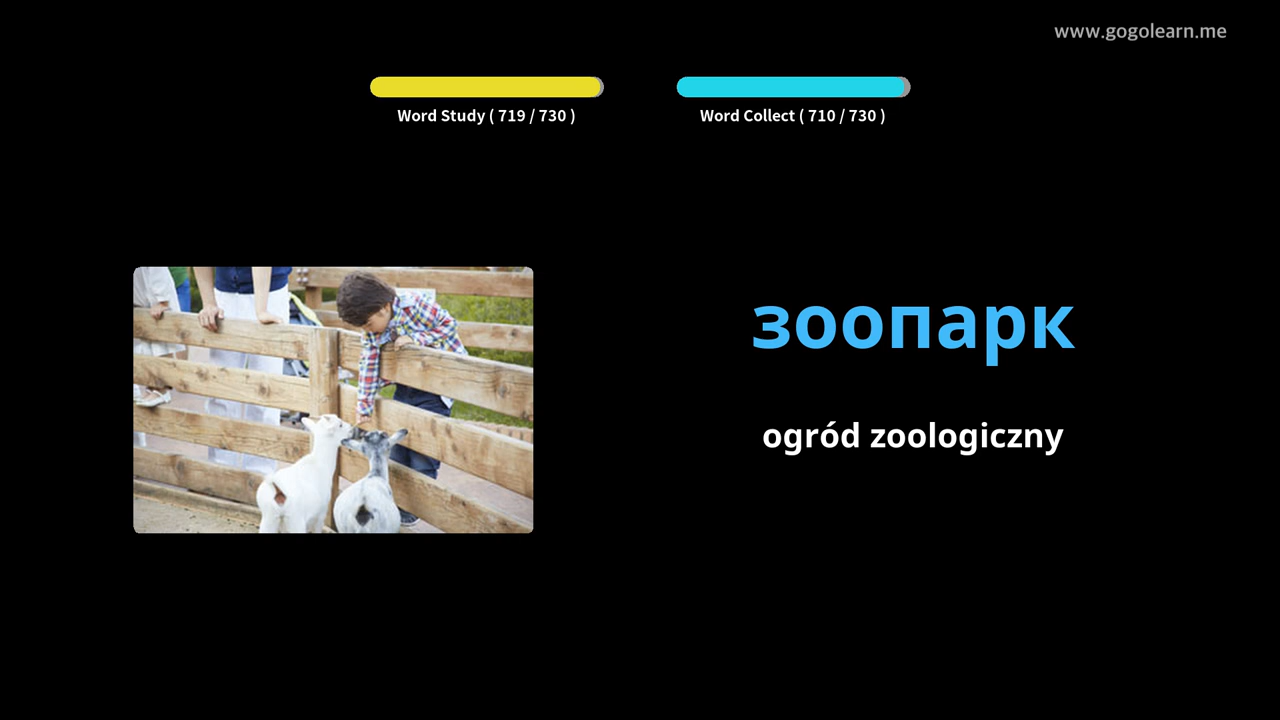 www.gogolearn.me
Word Study ( 719 / 730 )
Word Collect ( 710 / 730 )
зоопарк
ogród zoologiczny